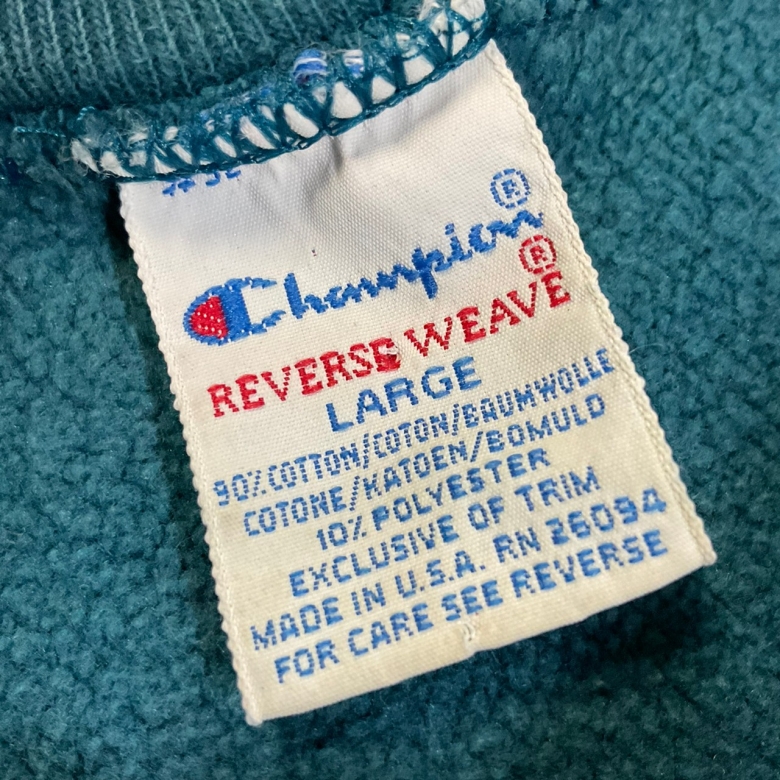 Champion®
REVERSE WEAVE®
LARGE
90% COTTON/COTON/BAUMWOLLE
COTONE/KATOEN/BOMULD
10% POLYESTER
EXCLUSIVE OF TRIM
MADE IN U.S.A. RN 26094
FOR CARE SEE REVERSE